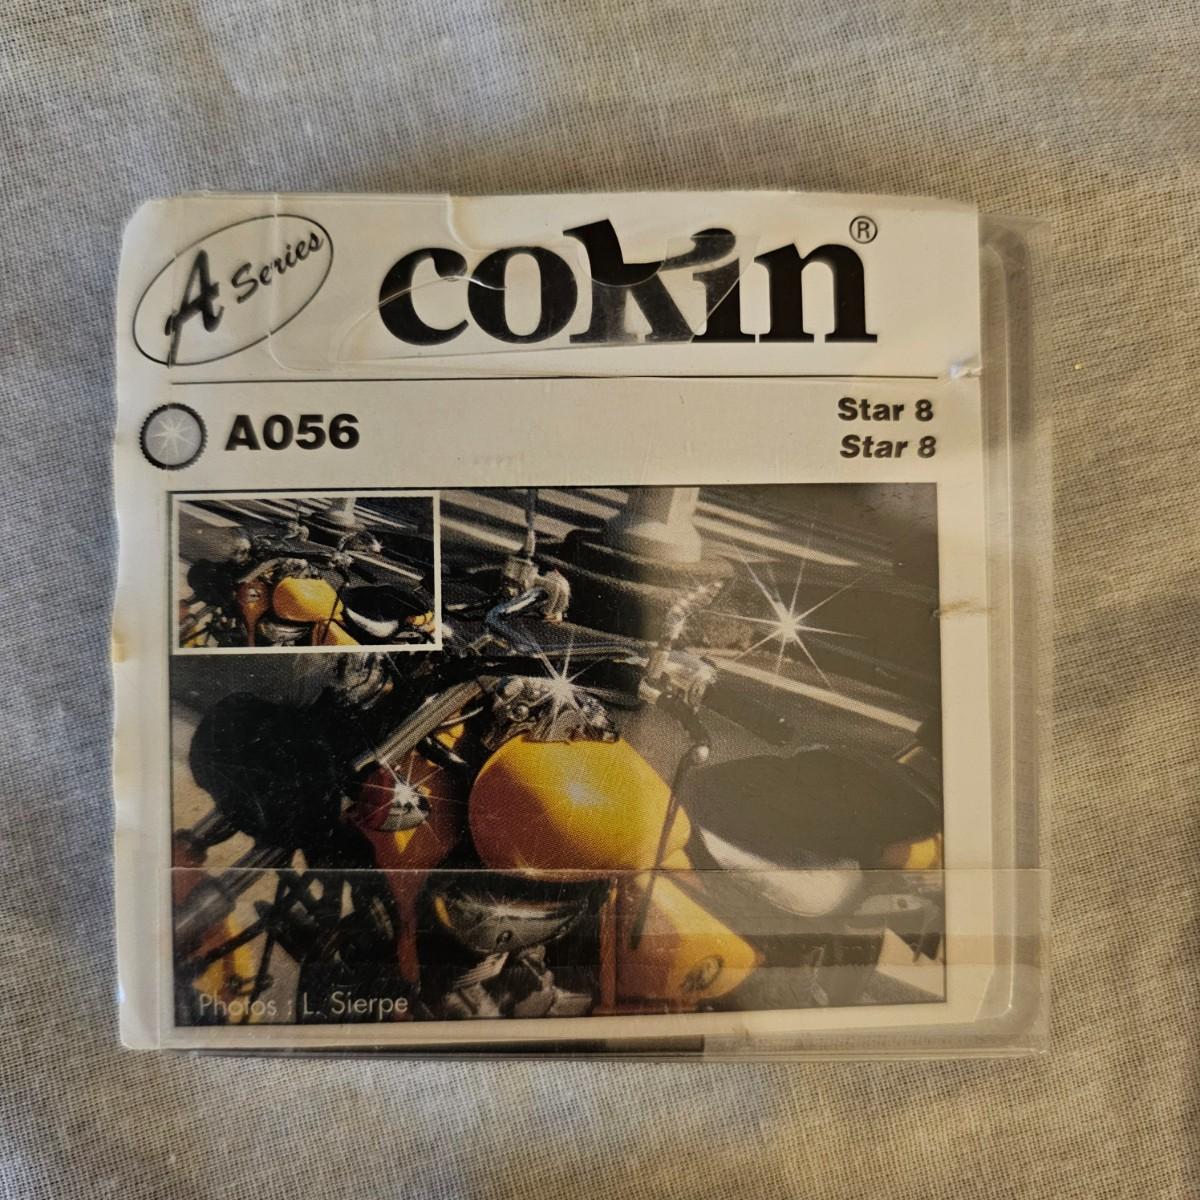 A Series
cokin®
A056
Star 8
Star 8
Photos : L. Sierpe